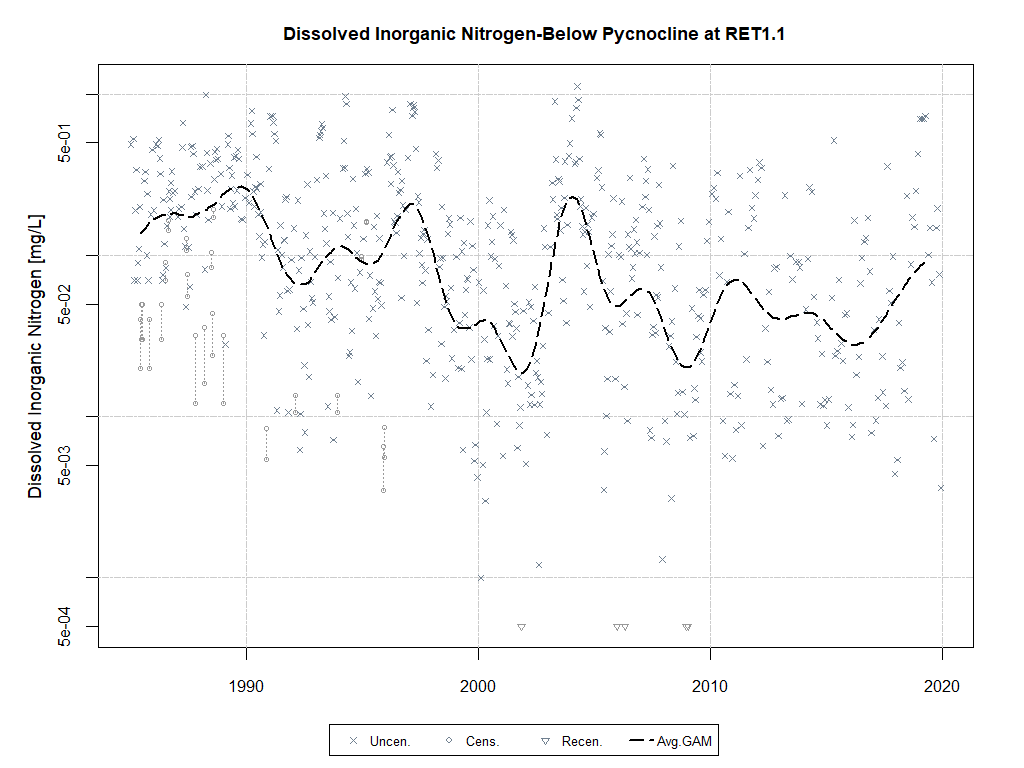 Dissolved Inorganic Nitrogen-Below Pycnocline at RET1.1
Dissolved Inorganic Nitrogen [mg/L]
5e-01
5e-02
5e-03
5e-04
1990 2000 2010 2020
Uncen. Cens. Recen. Avg.GAM